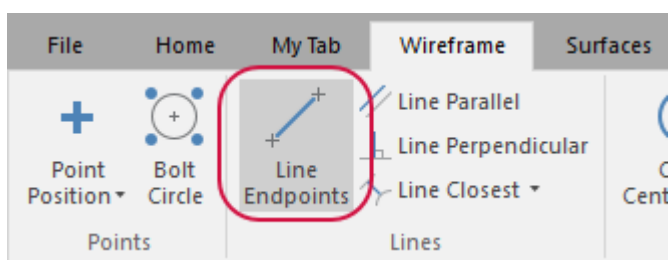 File Home My Tab Wireframe Surfaces
Point
Position
Bolt
Circle
Line
Endpoints
Line Parallel
Line Perpendicular
Line Closest
Points
Lines